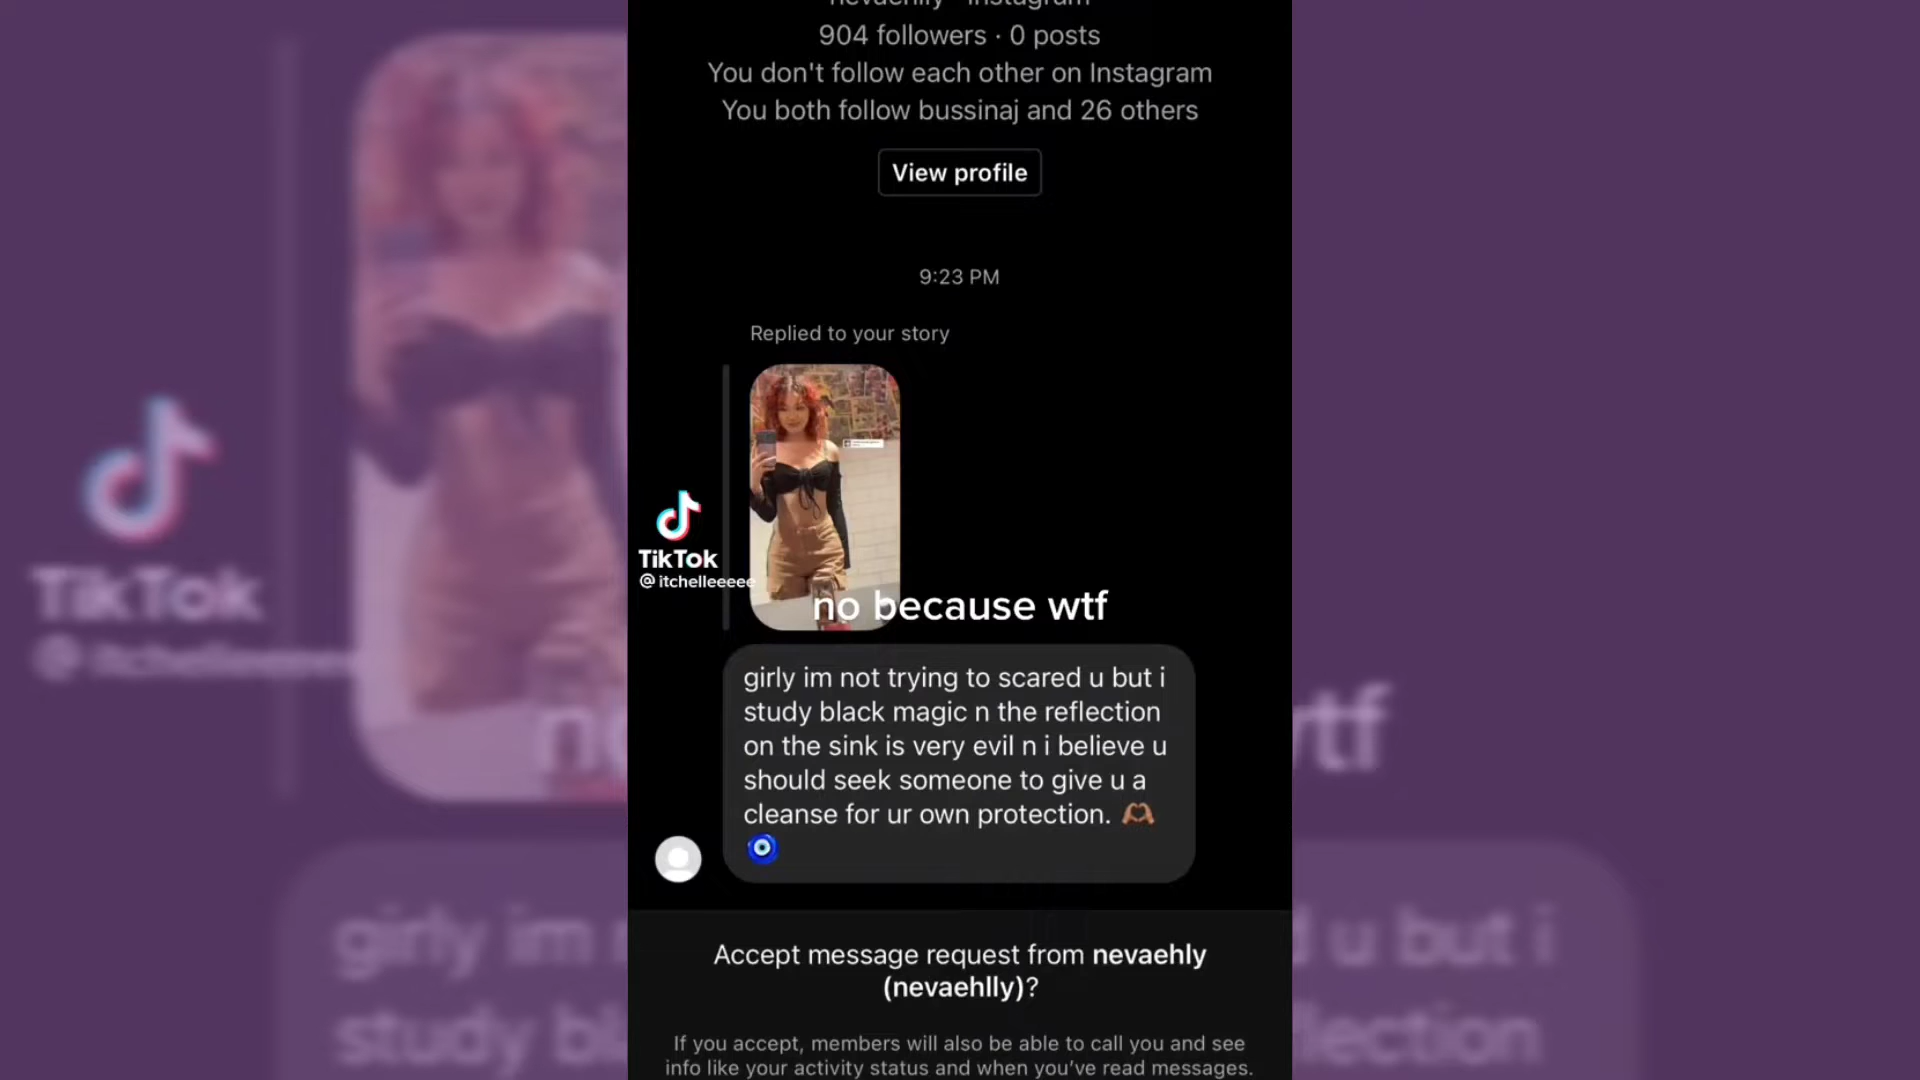 nevaehlly · Instagram
904 followers · 0 posts
You don't follow each other on Instagram
You both follow bussinaj and 26 others
View profile
9:23 PM
Replied to your story
TikTok
@itchelleeeee
no because wtf
girly im not trying to scared u but i
study black magic n the reflection
on the sink is very evil n i believe u
should seek someone to give u a
cleanse for ur own protection. 🫶🏾
🧿
Accept message request from nevaehly
(nevaehlly)?
If you accept, members will also be able to call you and see
info like your activity status and when you've read messages.